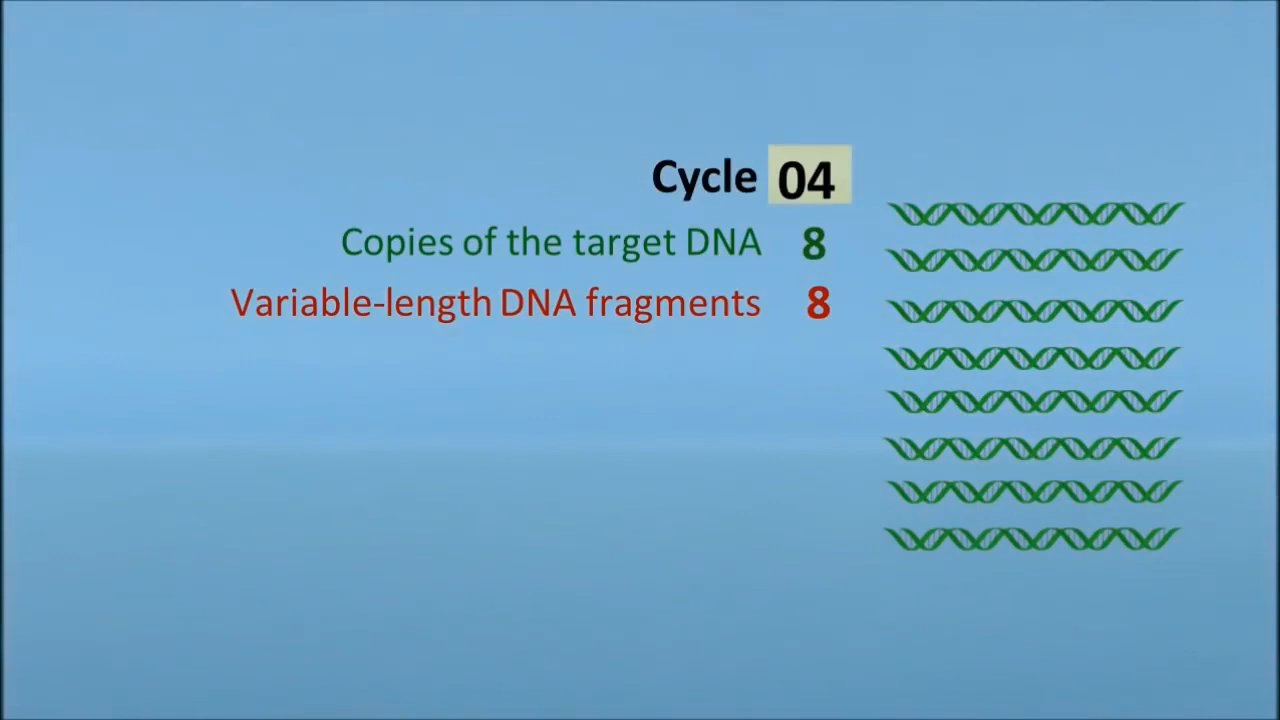 Cycle 04
Copies of the target DNA 8
Variable-length DNA fragments 8